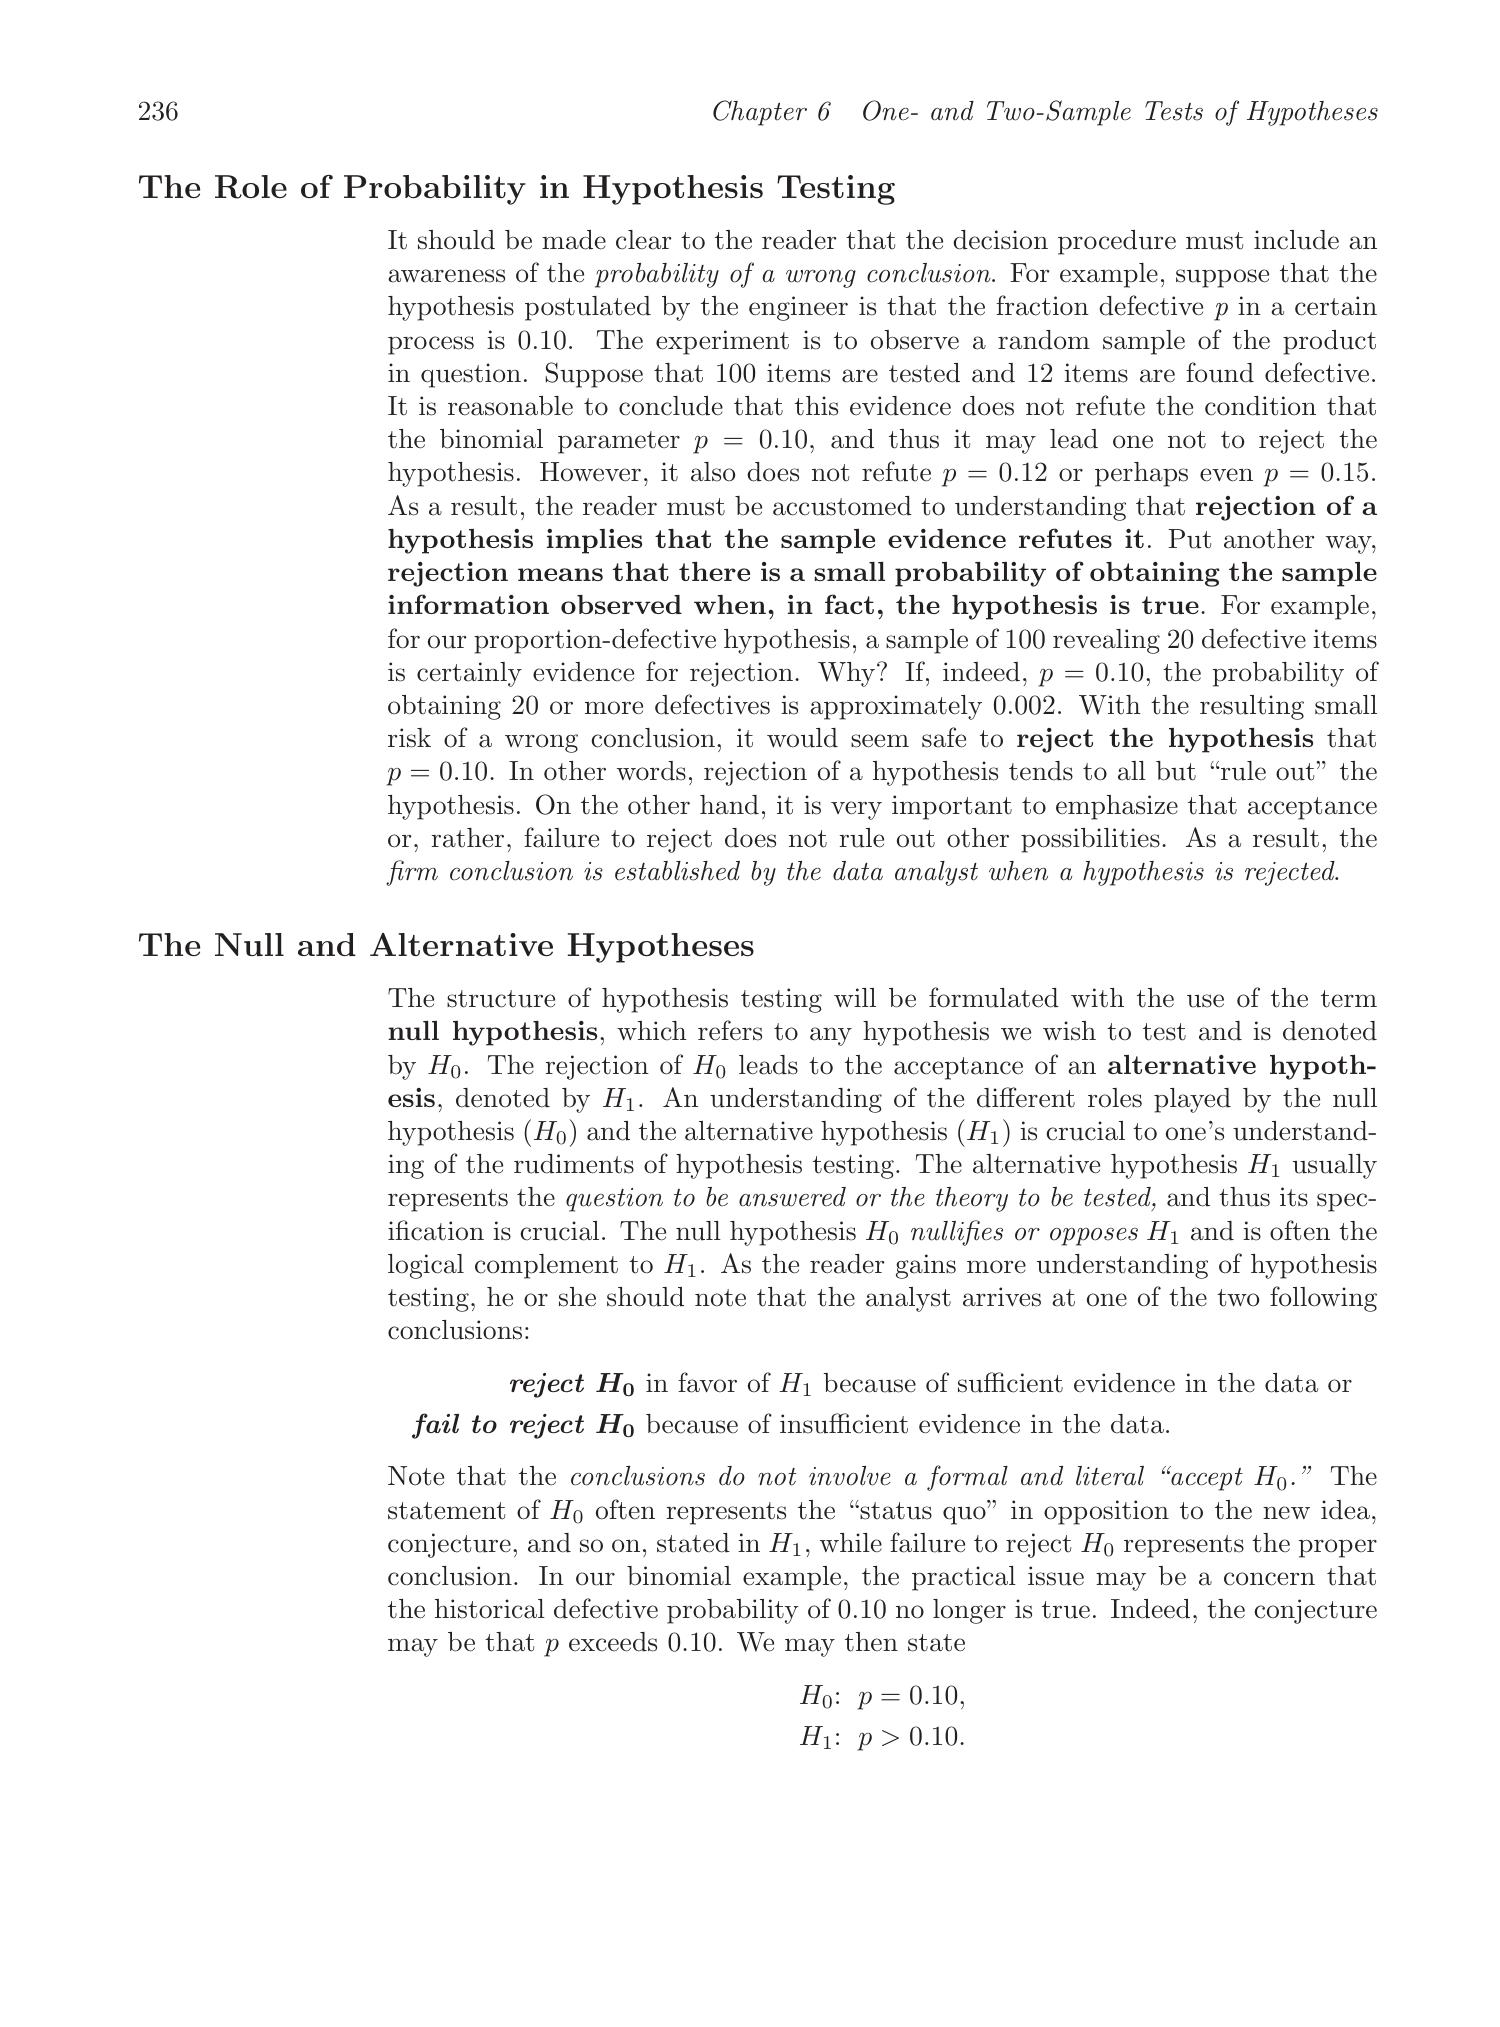 236 Chapter 6 One- and Two-Sample Tests of Hypotheses
The Role of Probability in Hypothesis Testing
It should be made clear to the reader that the decision procedure must include an
awareness of the probability of a wrong conclusion. For example, suppose that the
hypothesis postulated by the engineer is that the fraction defective p in a certain
process is 0.10. The experiment is to observe a random sample of the product
in question. Suppose that 100 items are tested and 12 items are found defective.
It is reasonable to conclude that this evidence does not refute the condition that
the binomial parameter p = 0.10, and thus it may lead one not to reject the
hypothesis. However, it also does not refute p = 0.12 or perhaps even p = 0.15.
As a result, the reader must be accustomed to understanding that rejection of a
hypothesis implies that the sample evidence refutes it. Put another way,
rejection means that there is a small probability of obtaining the sample
information observed when, in fact, the hypothesis is true. For example,
for our proportion-defective hypothesis, a sample of 100 revealing 20 defective items
is certainly evidence for rejection. Why? If, indeed, p = 0.10, the probability of
obtaining 20 or more defectives is approximately 0.002. With the resulting small
risk of a wrong conclusion, it would seem safe to reject the hypothesis that
p = 0.10. In other words, rejection of a hypothesis tends to all but “rule out” the
hypothesis. On the other hand, it is very important to emphasize that acceptance
or, rather, failure to reject does not rule out other possibilities. As a result, the
firm conclusion is established by the data analyst when a hypothesis is rejected.
The Null and Alternative Hypotheses
The structure of hypothesis testing will be formulated with the use of the term
null hypothesis, which refers to any hypothesis we wish to test and is denoted
by H₀. The rejection of H₀ leads to the acceptance of an alternative hypoth-
esis, denoted by H₁. An understanding of the different roles played by the null
hypothesis (H₀) and the alternative hypothesis (H₁) is crucial to one’s understand-
ing of the rudiments of hypothesis testing. The alternative hypothesis H₁ usually
represents the question to be answered or the theory to be tested, and thus its spec-
ification is crucial. The null hypothesis H₀ nullifies or opposes H₁ and is often the
logical complement to H₁. As the reader gains more understanding of hypothesis
testing, he or she should note that the analyst arrives at one of the two following
conclusions:
reject H₀ in favor of H₁ because of sufficient evidence in the data or
fail to reject H₀ because of insufficient evidence in the data.
Note that the conclusions do not involve a formal and literal “accept H₀.” The
statement of H₀ often represents the “status quo” in opposition to the new idea,
conjecture, and so on, stated in H₁, while failure to reject H₀ represents the proper
conclusion. In our binomial example, the practical issue may be a concern that
the historical defective probability of 0.10 no longer is true. Indeed, the conjecture
may be that p exceeds 0.10. We may then state
H₀: p = 0.10,
H₁: p > 0.10.